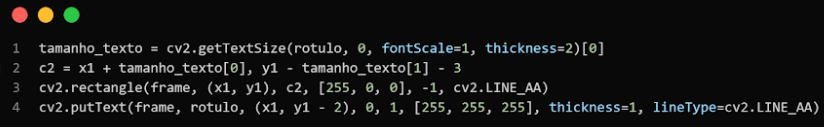 1 tamanho_texto = cv2.getTextSize(rotulo, 0, fontScale=1, thickness=2)[0]
2 c2 = x1 + tamanho_texto[0], y1 - tamanho_texto[1] - 3
3 cv2.rectangle(frame, (x1, y1), c2, [255, 0, 0], -1, cv2.LINE_AA)
4 cv2.putText(frame, rotulo, (x1, y1 - 2), 0, 1, [255, 255, 255], thickness=1, lineType=cv2.LINE_AA)